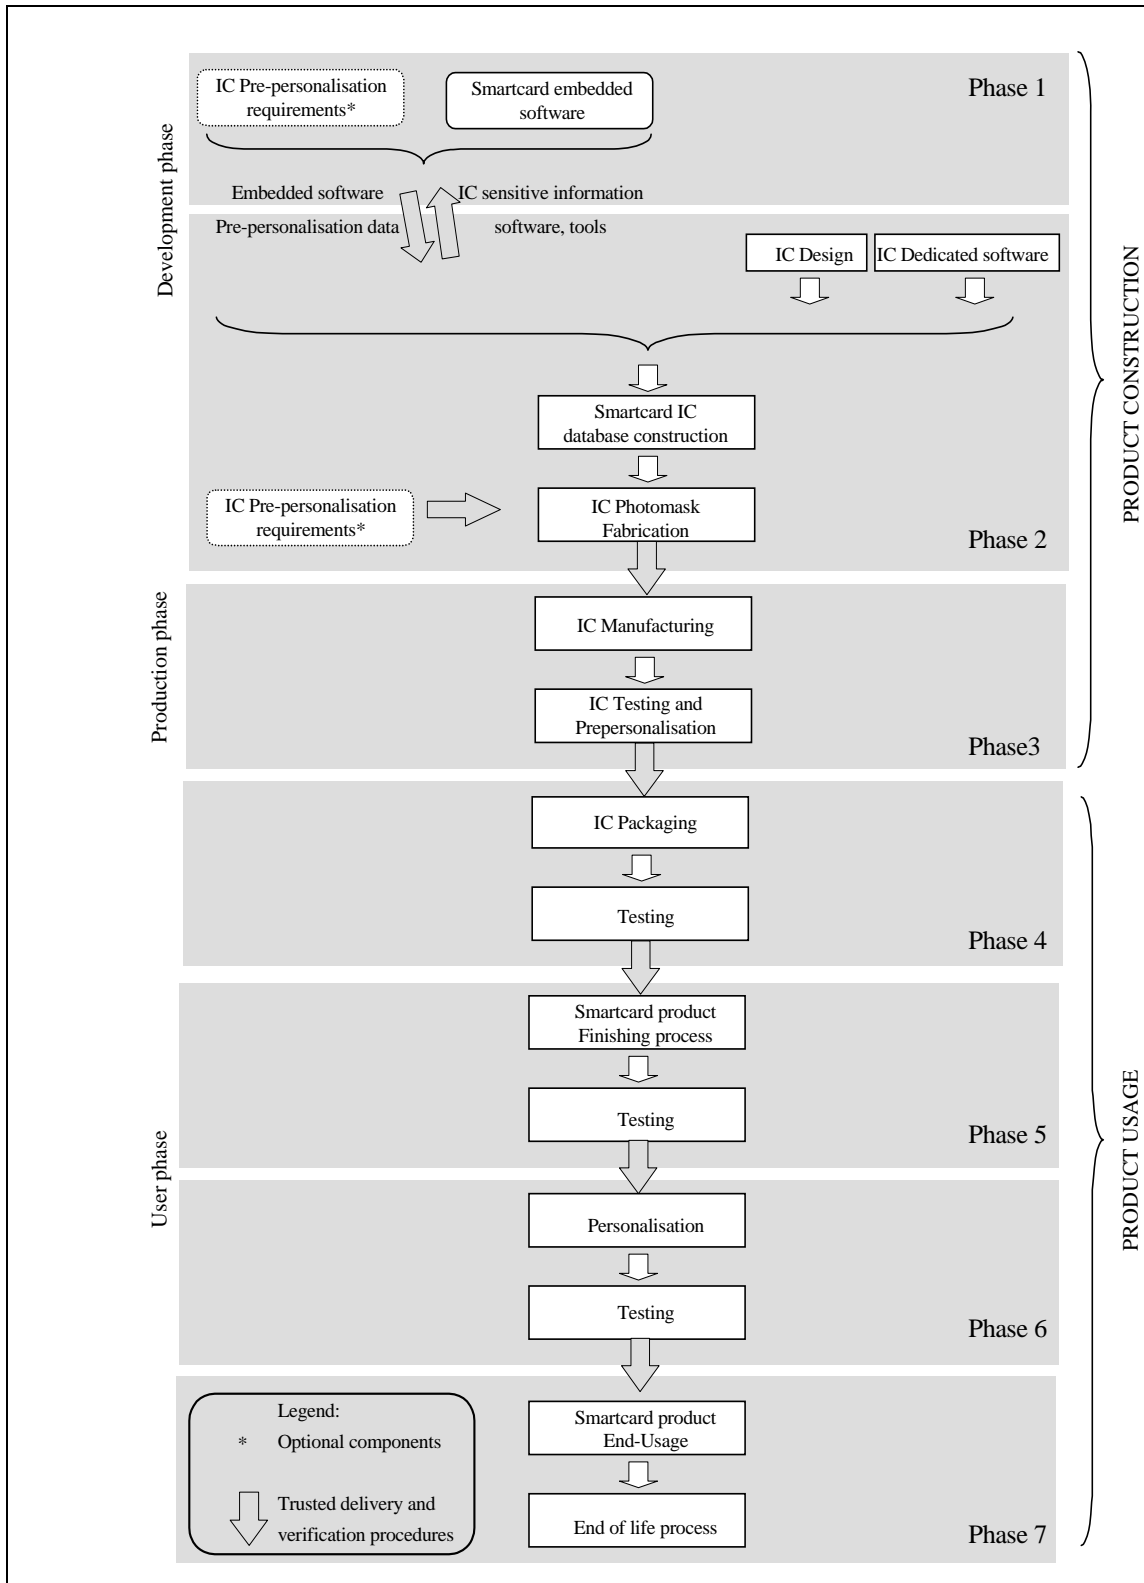 IC Pre-personalisation
requirements*
Smartcard embedded
software
Phase 1
Development phase
Embedded software
IC sensitive information
Pre-personalisation data
software, tools
IC Design
IC Dedicated software
PRODUCT CONSTRUCTION
Smartcard IC
database construction
IC Pre-personalisation
requirements*
IC Photomask
Fabrication
Phase 2
Production phase
IC Manufacturing
IC Testing and
Prepersonalisation
Phase3
IC Packaging
Testing
Phase 4
Smartcard product
Finishing process
Testing
Phase 5
User phase
PRODUCT USAGE
Personalisation
Testing
Phase 6
Legend:
* Optional components
Trusted delivery and
verification procedures
Smartcard product
End-Usage
End of life process
Phase 7